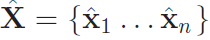 X̂ = {x̂₁ … x̂ₙ}